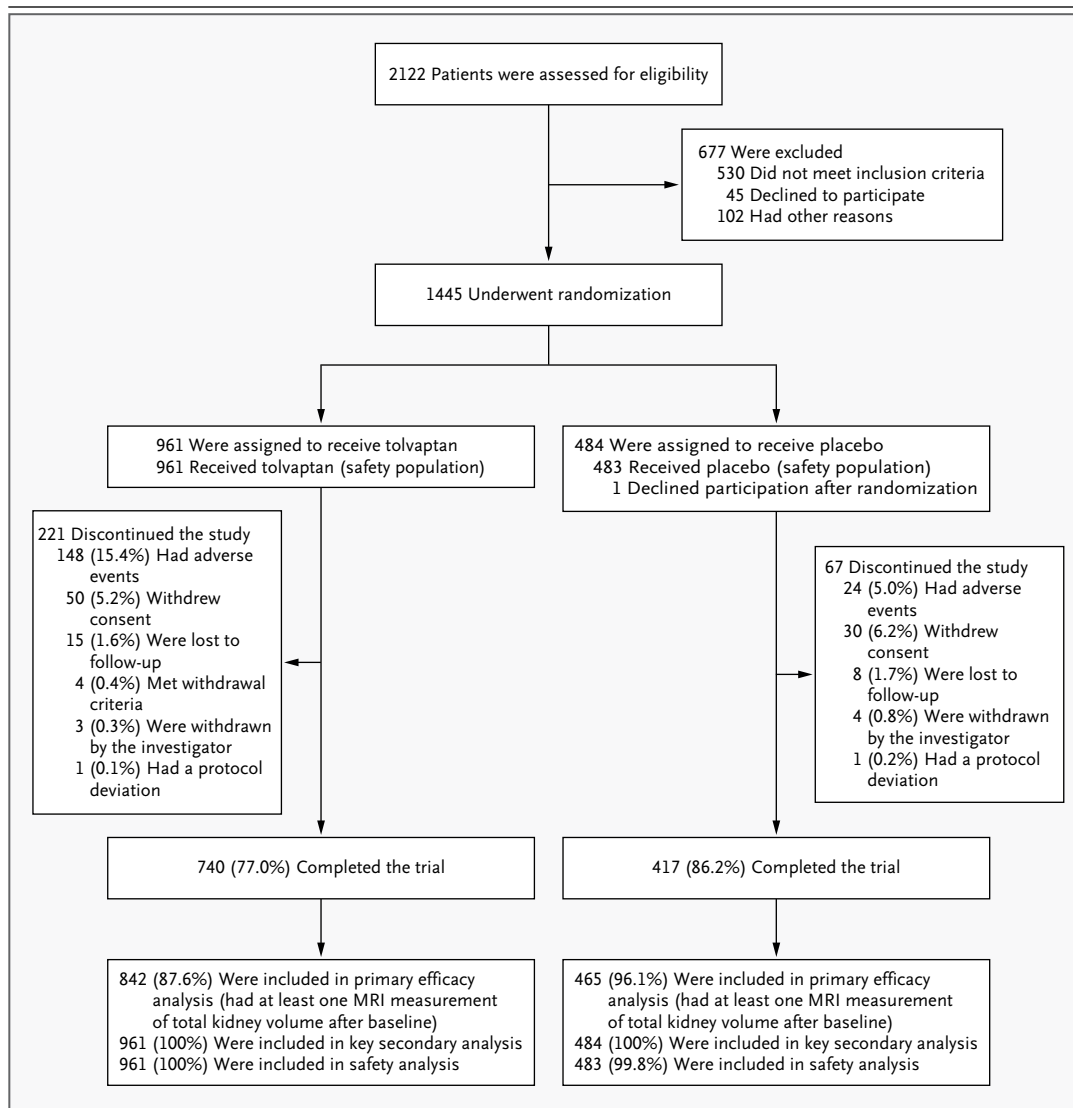 2122 Patients were assessed for eligibility
677 Were excluded
530 Did not meet inclusion criteria
45 Declined to participate
102 Had other reasons
1445 Underwent randomization
961 Were assigned to receive tolvaptan
961 Received tolvaptan (safety population)
484 Were assigned to receive placebo
483 Received placebo (safety population)
1 Declined participation after randomization
221 Discontinued the study
148 (15.4%) Had adverse
events
50 (5.2%) Withdrew
consent
15 (1.6%) Were lost to
follow-up
4 (0.4%) Met withdrawal
criteria
3 (0.3%) Were withdrawn
by the investigator
1 (0.1%) Had a protocol
deviation
67 Discontinued the study
24 (5.0%) Had adverse
events
30 (6.2%) Withdrew
consent
8 (1.7%) Were lost to
follow-up
4 (0.8%) Were withdrawn
by the investigator
1 (0.2%) Had a protocol
deviation
740 (77.0%) Completed the trial
417 (86.2%) Completed the trial
842 (87.6%) Were included in primary efficacy
analysis (had at least one MRI measurement
of total kidney volume after baseline)
961 (100%) Were included in key secondary analysis
961 (100%) Were included in safety analysis
465 (96.1%) Were included in primary efficacy
analysis (had at least one MRI measurement
of total kidney volume after baseline)
484 (100%) Were included in key secondary analysis
483 (99.8%) Were included in safety analysis